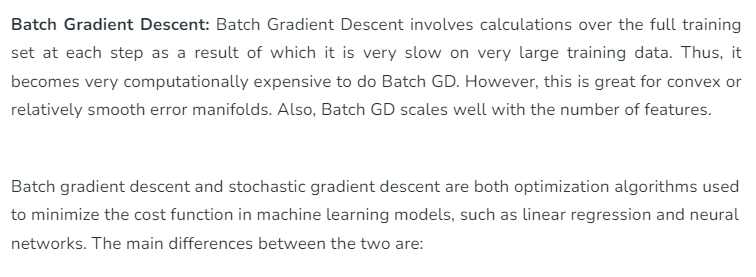 Batch Gradient Descent: Batch Gradient Descent involves calculations over the full training
set at each step as a result of which it is very slow on very large training data. Thus, it
becomes very computationally expensive to do Batch GD. However, this is great for convex or
relatively smooth error manifolds. Also, Batch GD scales well with the number of features.
Batch gradient descent and stochastic gradient descent are both optimization algorithms used
to minimize the cost function in machine learning models, such as linear regression and neural
networks. The main differences between the two are: